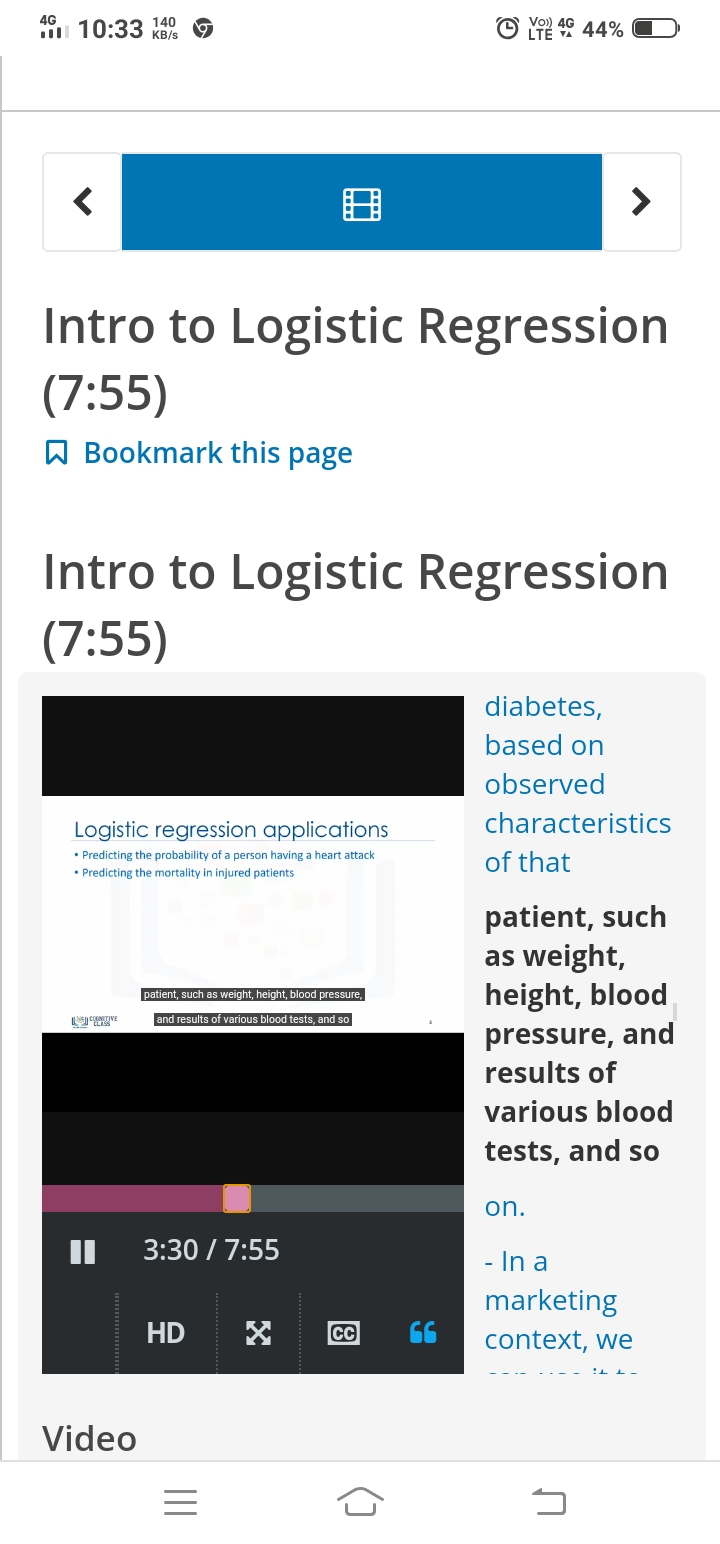 4G 10:33 140 KB/s Vo)) LTE 4G 44%
Intro to Logistic Regression
(7:55)
Bookmark this page
Intro to Logistic Regression
(7:55)
Logistic regression applications
• Predicting the probability of a person having a heart attack
• Predicting the mortality in injured patients
patient, such as weight, height, blood pressure,
and results of various blood tests, and so
COGNITIVE
CLASS
3:30 / 7:55
HD
CC
diabetes,
based on
observed
characteristics
of that
patient, such
as weight,
height, blood
pressure, and
results of
various blood
tests, and so
on.
- In a
marketing
context, we
can use it to
Video